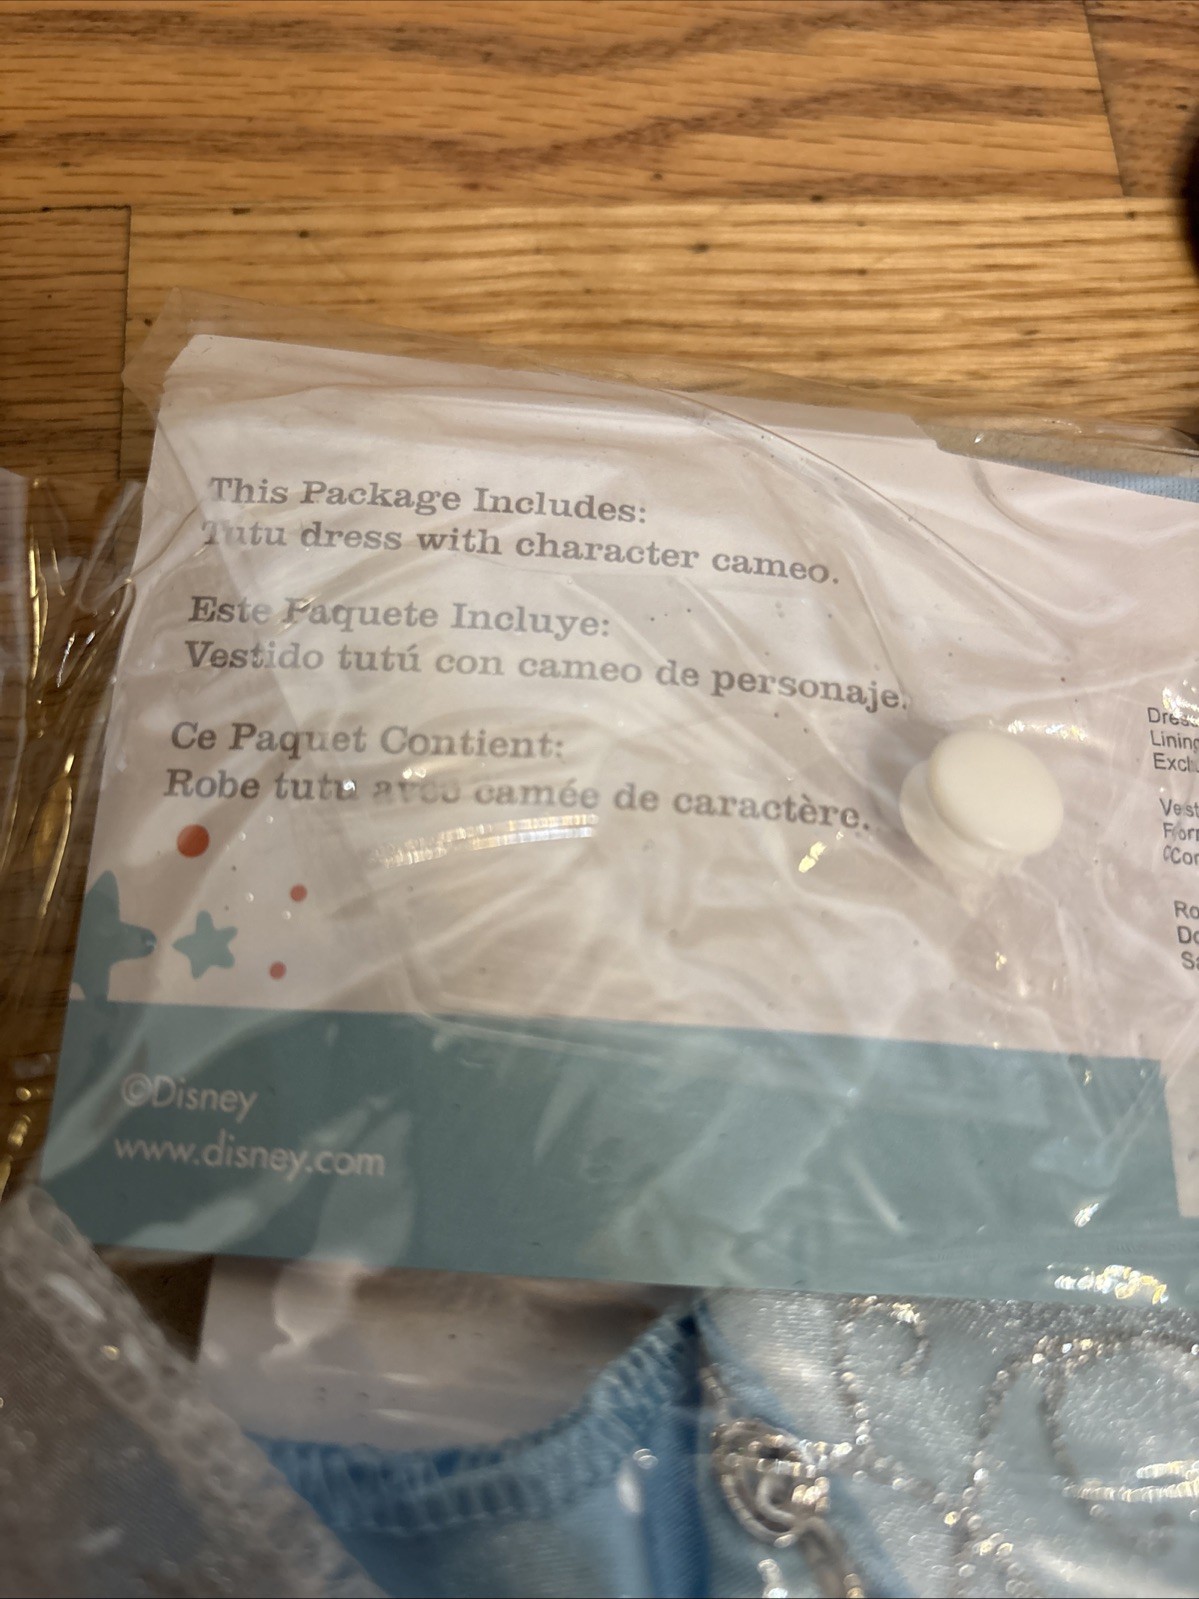 This Package Includes:
Tutu dress with character cameo.
Este Paquete Incluye:
Vestido tutú con cameo de personaje.
Ce Paquet Contient:
Robe tutu avec camée de caractère.
©Disney
www.disney.com
Lining